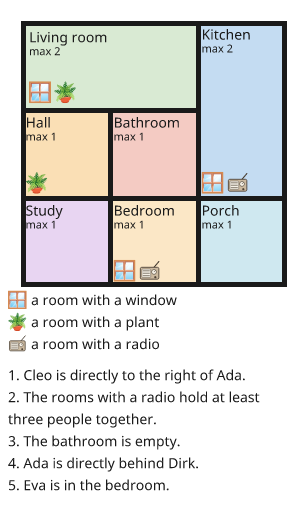 Living room
max 2
Kitchen
max 2
Hall
max 1
Bathroom
max 1
Study
max 1
Bedroom
max 1
Porch
max 1
a room with a window
a room with a plant
a room with a radio
1. Cleo is directly to the right of Ada.
2. The rooms with a radio hold at least
three people together.
3. The bathroom is empty.
4. Ada is directly behind Dirk.
5. Eva is in the bedroom.